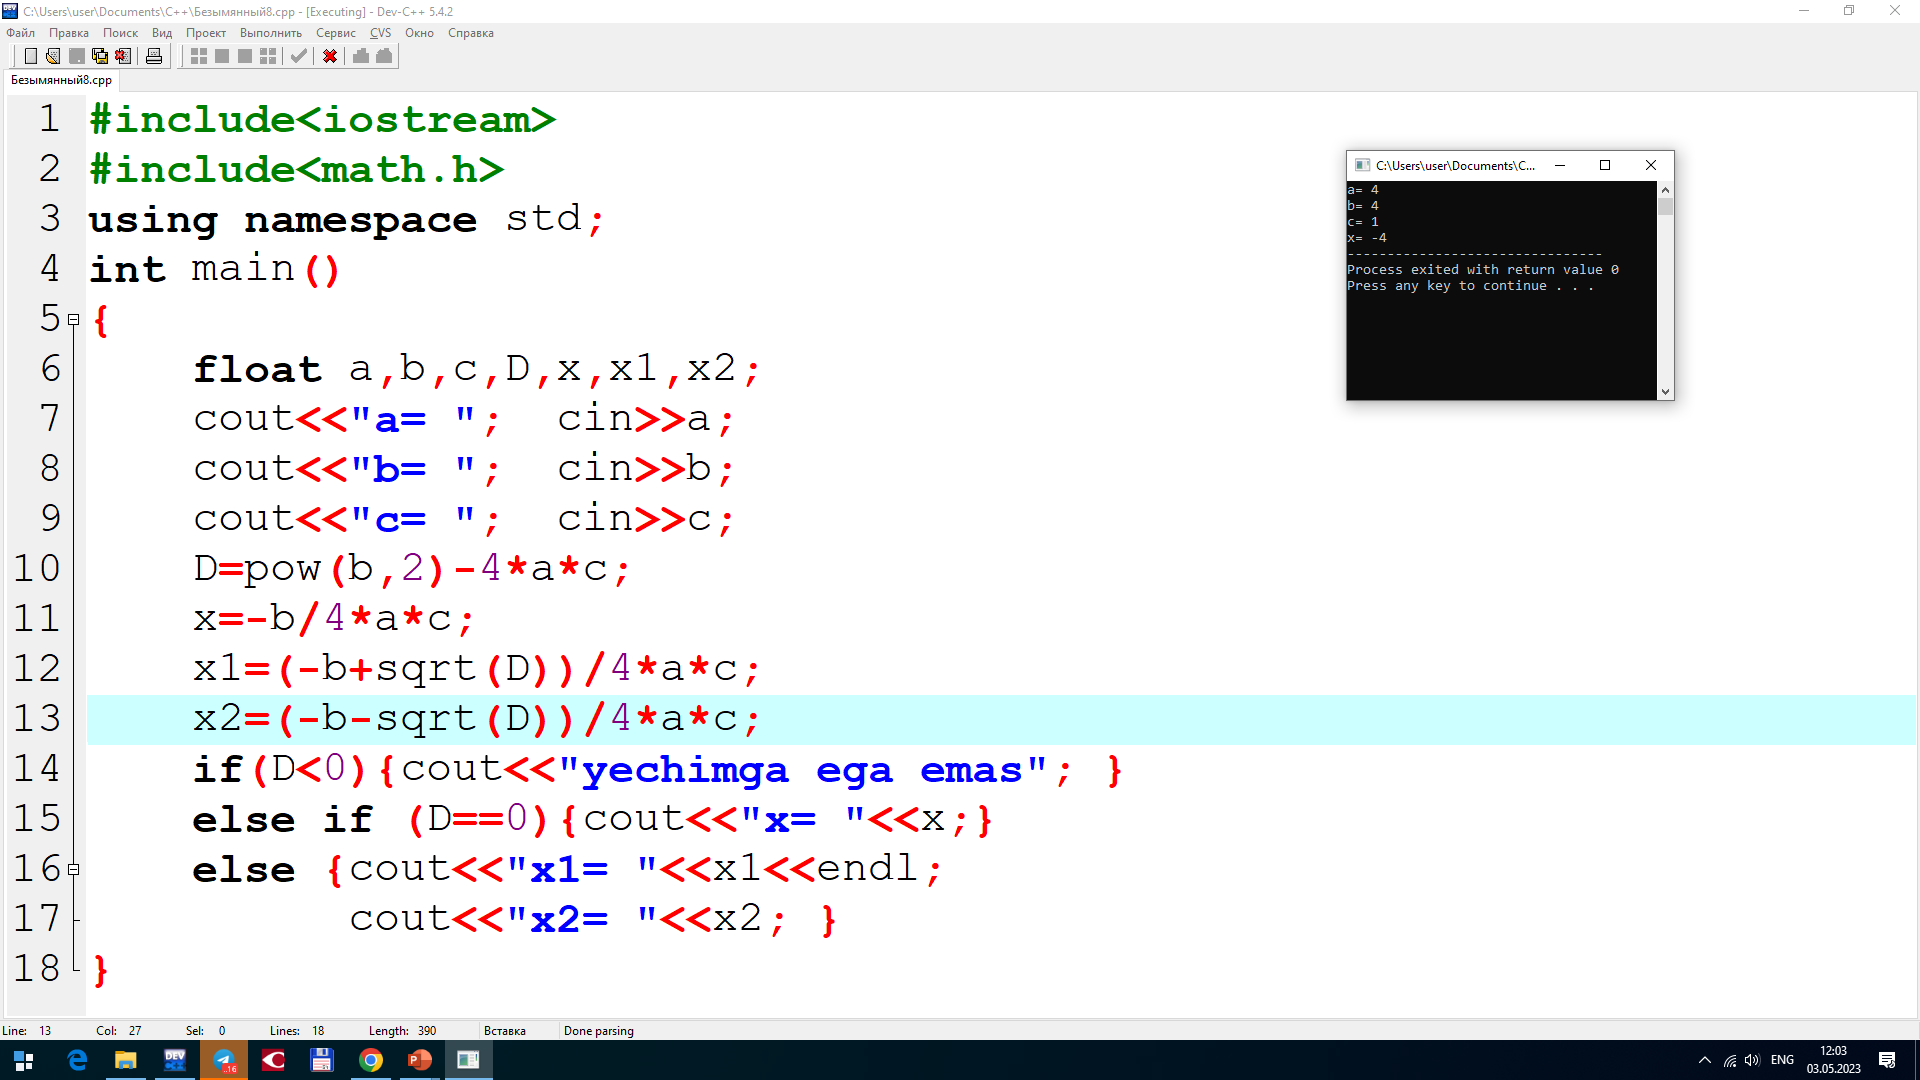 C:\Users\user\Documents\C++\Безымянный8.cpp - [Executing] - Dev-C++ 5.4.2
Файл Правка Поиск Вид Проект Выполнить Сервис CVS Окно Справка
Безымянный8.cpp
1 #include<iostream>
2 #include<math.h>
3 using namespace std;
4 int main()
5 {
6 float a,b,c,D,x,x1,x2;
7 cout<<"a= "; cin>>a;
8 cout<<"b= "; cin>>b;
9 cout<<"c= "; cin>>c;
10 D=pow(b,2)-4*a*c;
11 x=-b/4*a*c;
12 x1=(-b+sqrt(D))/4*a*c;
13 x2=(-b-sqrt(D))/4*a*c;
14 if(D<0){cout<<"yechimga ega emas"; }
15 else if (D==0){cout<<"x= "<<x;}
16 else {cout<<"x1= "<<x1<<endl;
17 cout<<"x2= "<<x2; }
18 }
C:\Users\user\Documents\C...
a= 4
b= 4
c= 1
x= -4
--------------------------------
Process exited with return value 0
Press any key to continue . . .
Line: 13 Col: 27 Sel: 0 Lines: 18 Length: 390 Вставка Done parsing
DEV C++
..16
ENG
12:03
03.05.2023